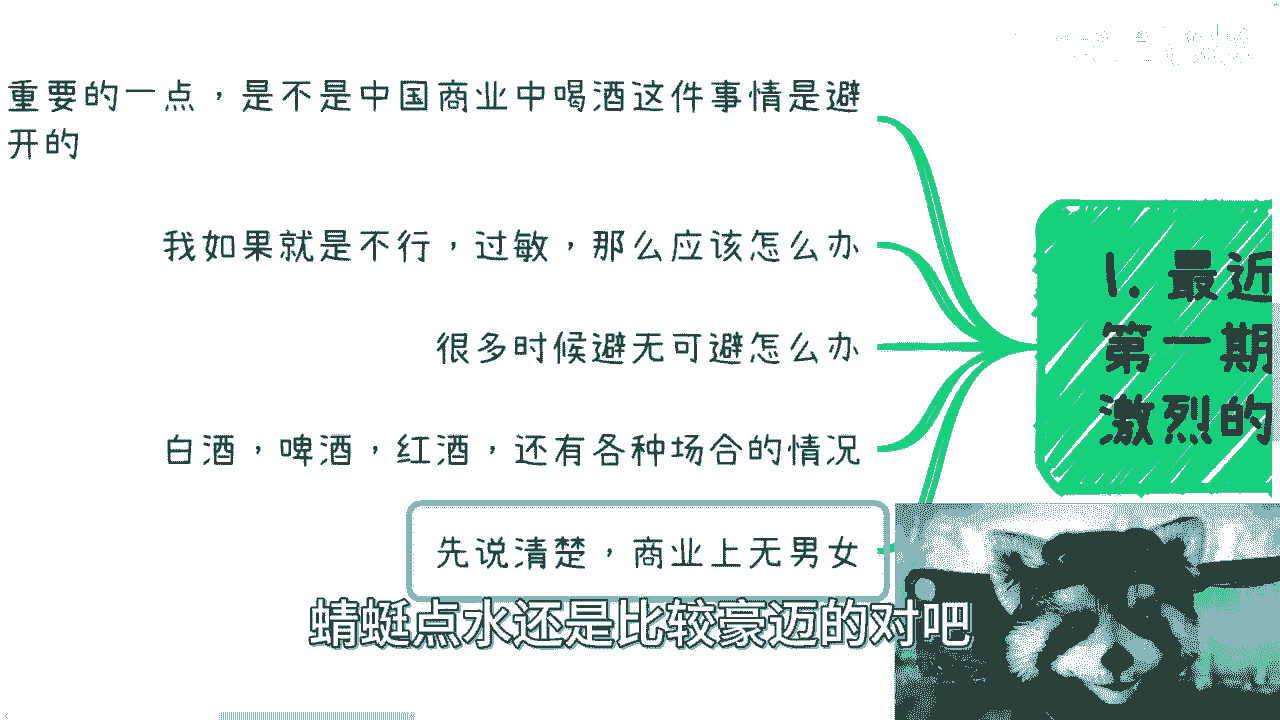 重要的一点，是不是中国商业中喝酒这件事情是避
开的
我如果就是不行，过敏，那么应该怎么办
很多时候避无可避怎么办
白酒，啤酒，红酒，还有各种场合的情况
先说清楚，商业上无男女
1. 最近
第一期
激烈的
蜻蜓点水还是比较豪迈的对吧